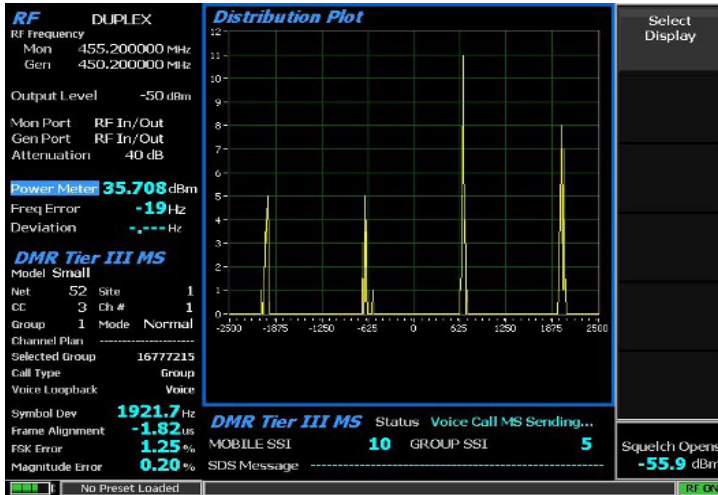 RF DUPLEX
RF Frequency
Mon 455.200000 MHz
Gen 450.200000 MHz
Output Level -50 dBm
Mon Port RF In/Out
Gen Port RF In/Out
Attenuation 40 dB
Power Meter 35.708 dBm
Freq Error -19 Hz
Deviation -.--- Hz
DMR Tier III MS
Model Small
Net 52 Site 1
CC 3 Ch # 1
Group 1 Mode Normal
Channel Plan --------------------
Selected Group 16777215
Call Type Group
Voice Loopback Voice
Symbol Dev 1921.7 Hz
Frame Alignment -1.82 us
FSK Error 1.25 %
Magnitude Error 0.20 %
Distribution Plot
12
11
10
9
8
7
6
5
4
3
2
1
0
-2500 -1875 -1250 -625 0 625 1250 1875 2500
DMR Tier III MS Status Voice Call MS Sending...
MOBILE SSI 10 GROUP SSI 5
SDS Message --------------------------------------------------
Select
Display
Squelch Opens
-55.9 dBm
No Preset Loaded
RF ON